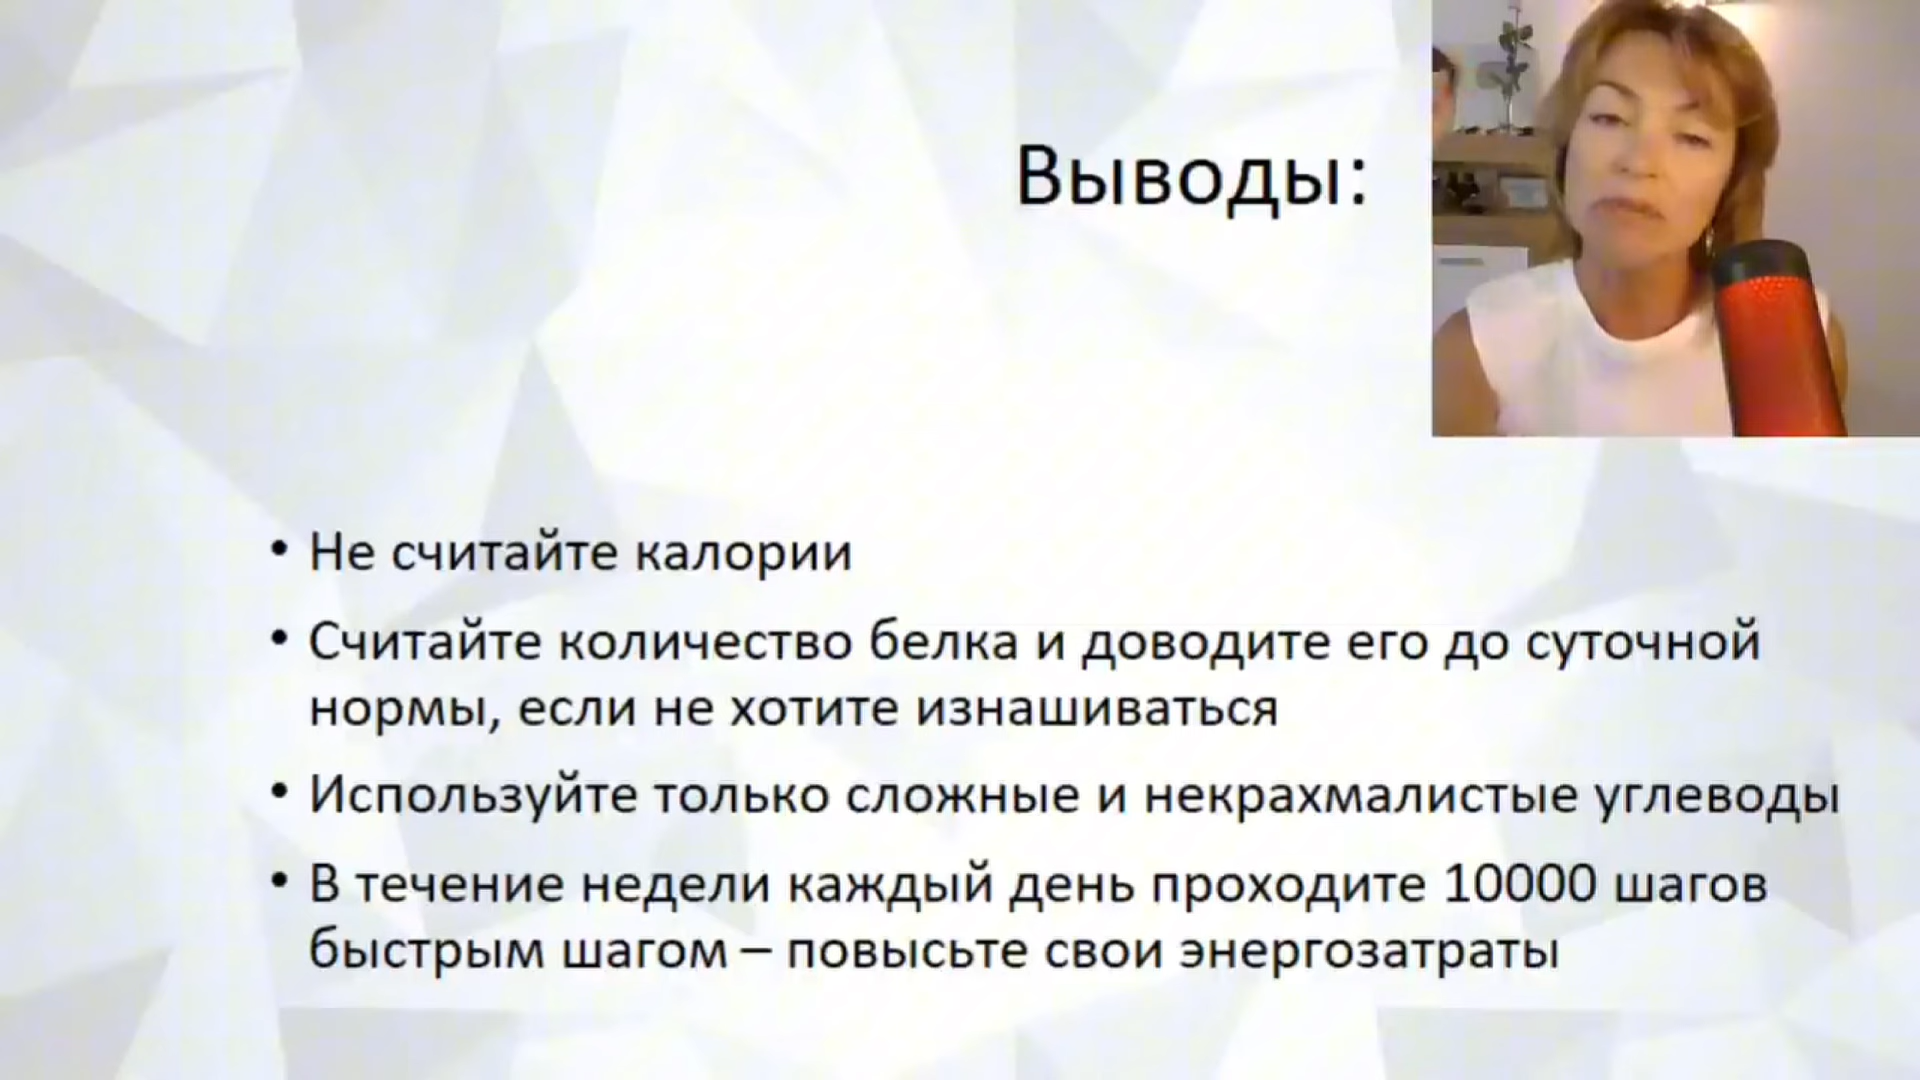 Выводы:
• Не считайте калории
• Считайте количество белка и доводите его до суточной
нормы, если не хотите изнашиваться
• Используйте только сложные и некрахмалистые углеводы
• В течение недели каждый день проходите 10000 шагов
быстрым шагом – повысьте свои энергозатраты